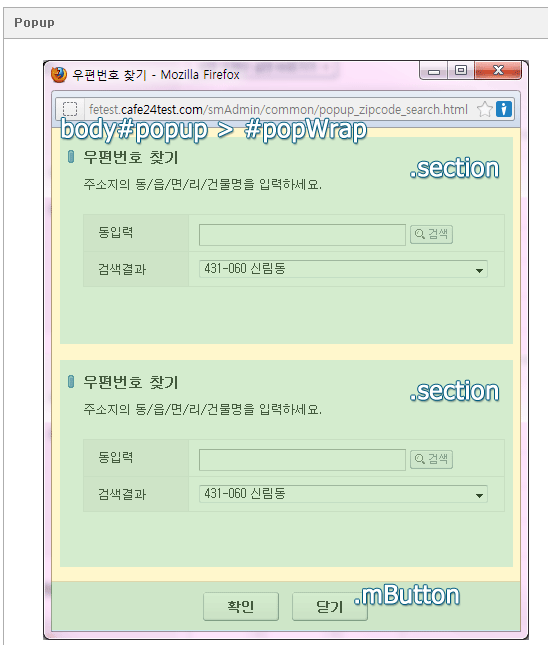 Popup
우편번호 찾기 - Mozilla Firefox
fetest.cafe24test.com/smAdmin/common/popup_zipcode_search.html
body#popup > #popWrap
우편번호 찾기
.section
주소지의 동/읍/면/리/건물명을 입력하세요.
동입력 검색
검색결과 431-060 신림동
우편번호 찾기
.section
주소지의 동/읍/면/리/건물명을 입력하세요.
동입력 검색
검색결과 431-060 신림동
.mButton
확인 닫기